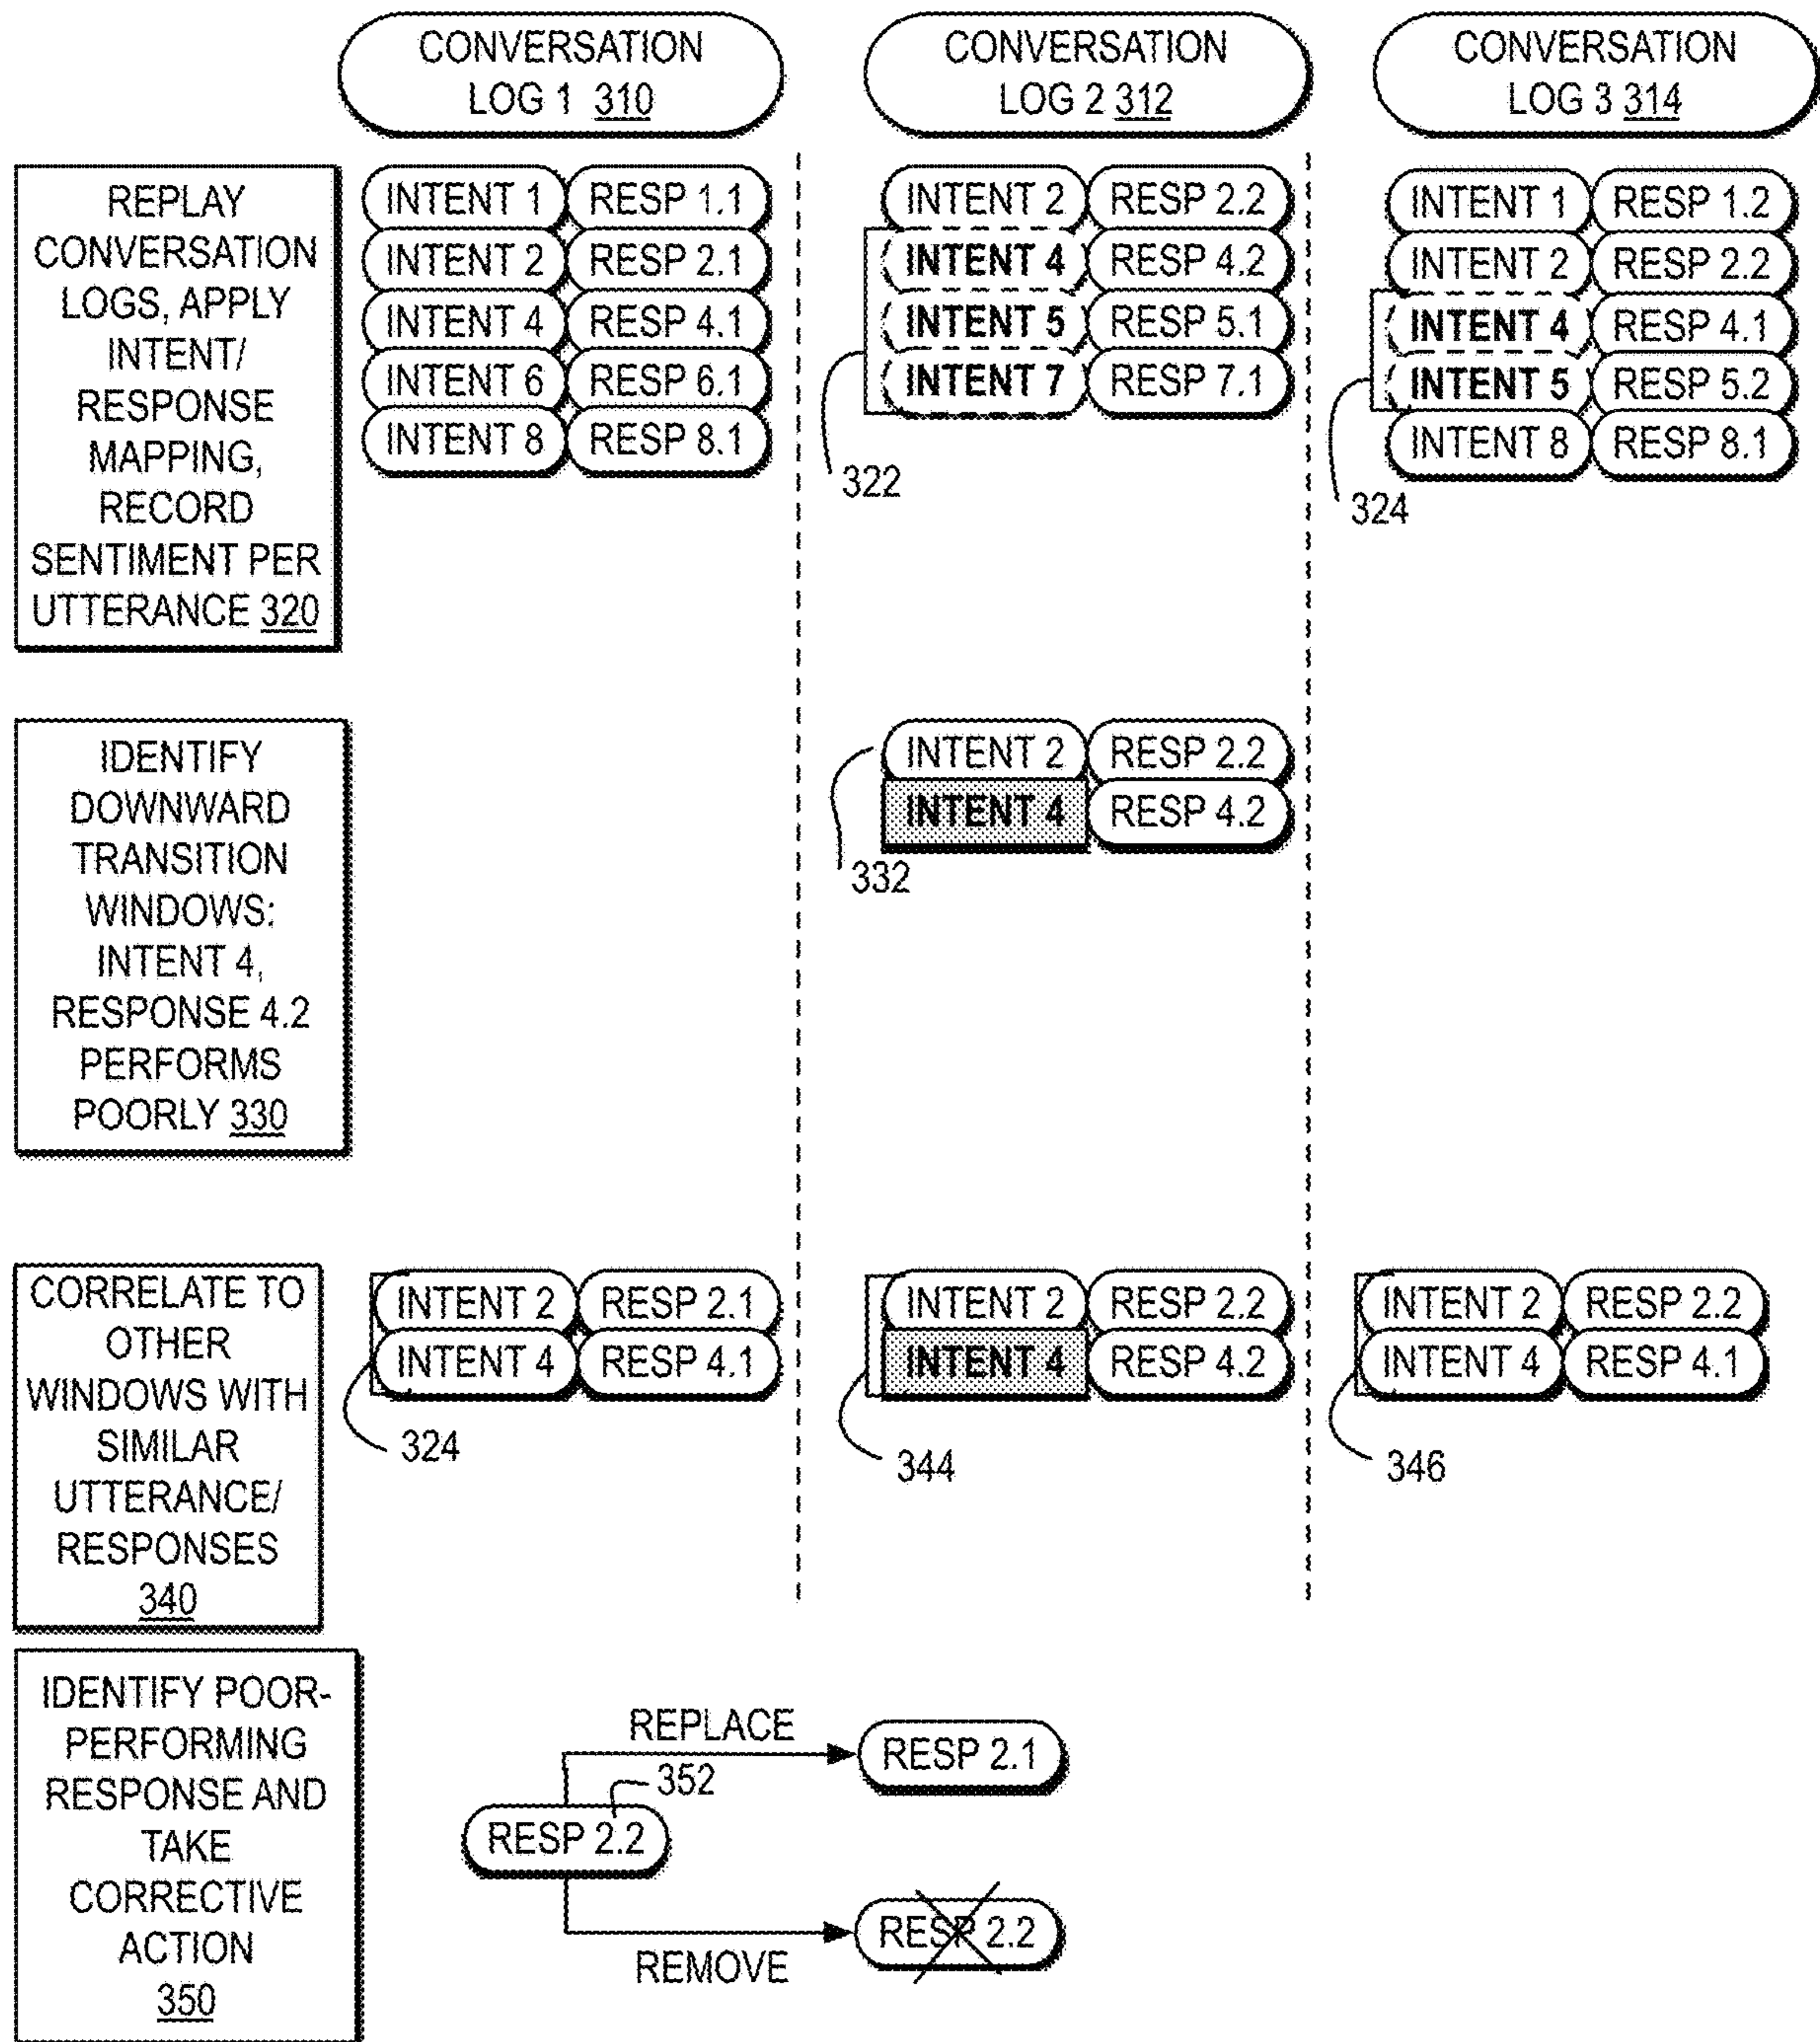 CONVERSATION
LOG 1 310
CONVERSATION
LOG 2 312
CONVERSATION
LOG 3 314
REPLAY
CONVERSATION
LOGS, APPLY
INTENT/
RESPONSE
MAPPING,
RECORD
SENTIMENT PER
UTTERANCE 320
INTENT 1 RESP 1.1
INTENT 2 RESP 2.1
INTENT 4 RESP 4.1
INTENT 6 RESP 6.1
INTENT 8 RESP 8.1
INTENT 2 RESP 2.2
INTENT 4 RESP 4.2
INTENT 5 RESP 5.1
INTENT 7 RESP 7.1
322
INTENT 1 RESP 1.2
INTENT 2 RESP 2.2
INTENT 4 RESP 4.1
INTENT 5 RESP 5.2
INTENT 8 RESP 8.1
324
IDENTIFY
DOWNWARD
TRANSITION
WINDOWS:
INTENT 4,
RESPONSE 4.2
PERFORMS
POORLY 330
INTENT 2 RESP 2.2
INTENT 4 RESP 4.2
332
CORRELATE TO
OTHER
WINDOWS WITH
SIMILAR
UTTERANCE/
RESPONSES
340
INTENT 2 RESP 2.1
INTENT 4 RESP 4.1
324
INTENT 2 RESP 2.2
INTENT 4 RESP 4.2
344
INTENT 2 RESP 2.2
INTENT 4 RESP 4.1
346
IDENTIFY POOR-
PERFORMING
RESPONSE AND
TAKE
CORRECTIVE
ACTION
350
REPLACE
RESP 2.1
352
RESP 2.2
RESP 2.2
REMOVE